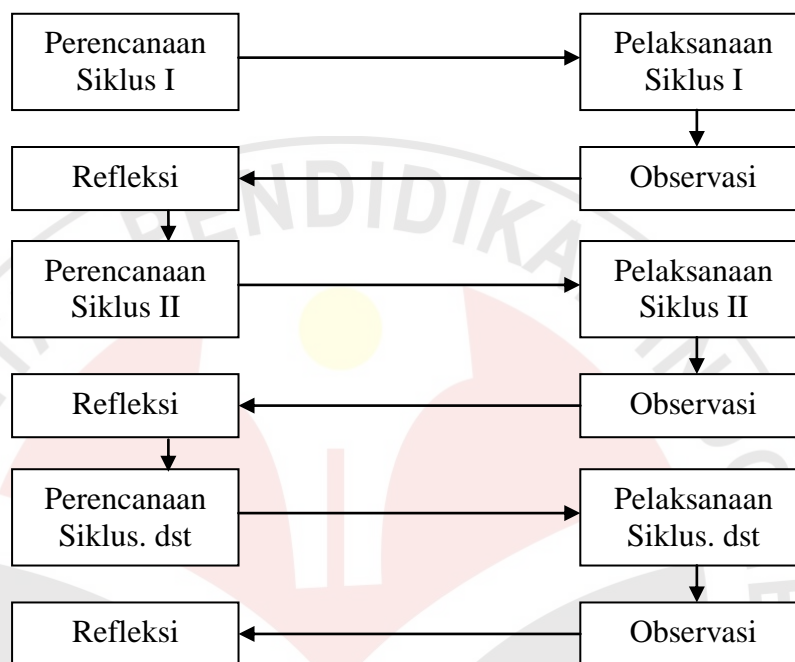 Perencanaan
Siklus I
Pelaksanaan
Siklus I
Refleksi
Observasi
PENDIDIKAN
Perencanaan
Siklus II
Pelaksanaan
Siklus II
Refleksi
Observasi
Perencanaan
Siklus. dst
Pelaksanaan
Siklus. dst
Refleksi
Observasi